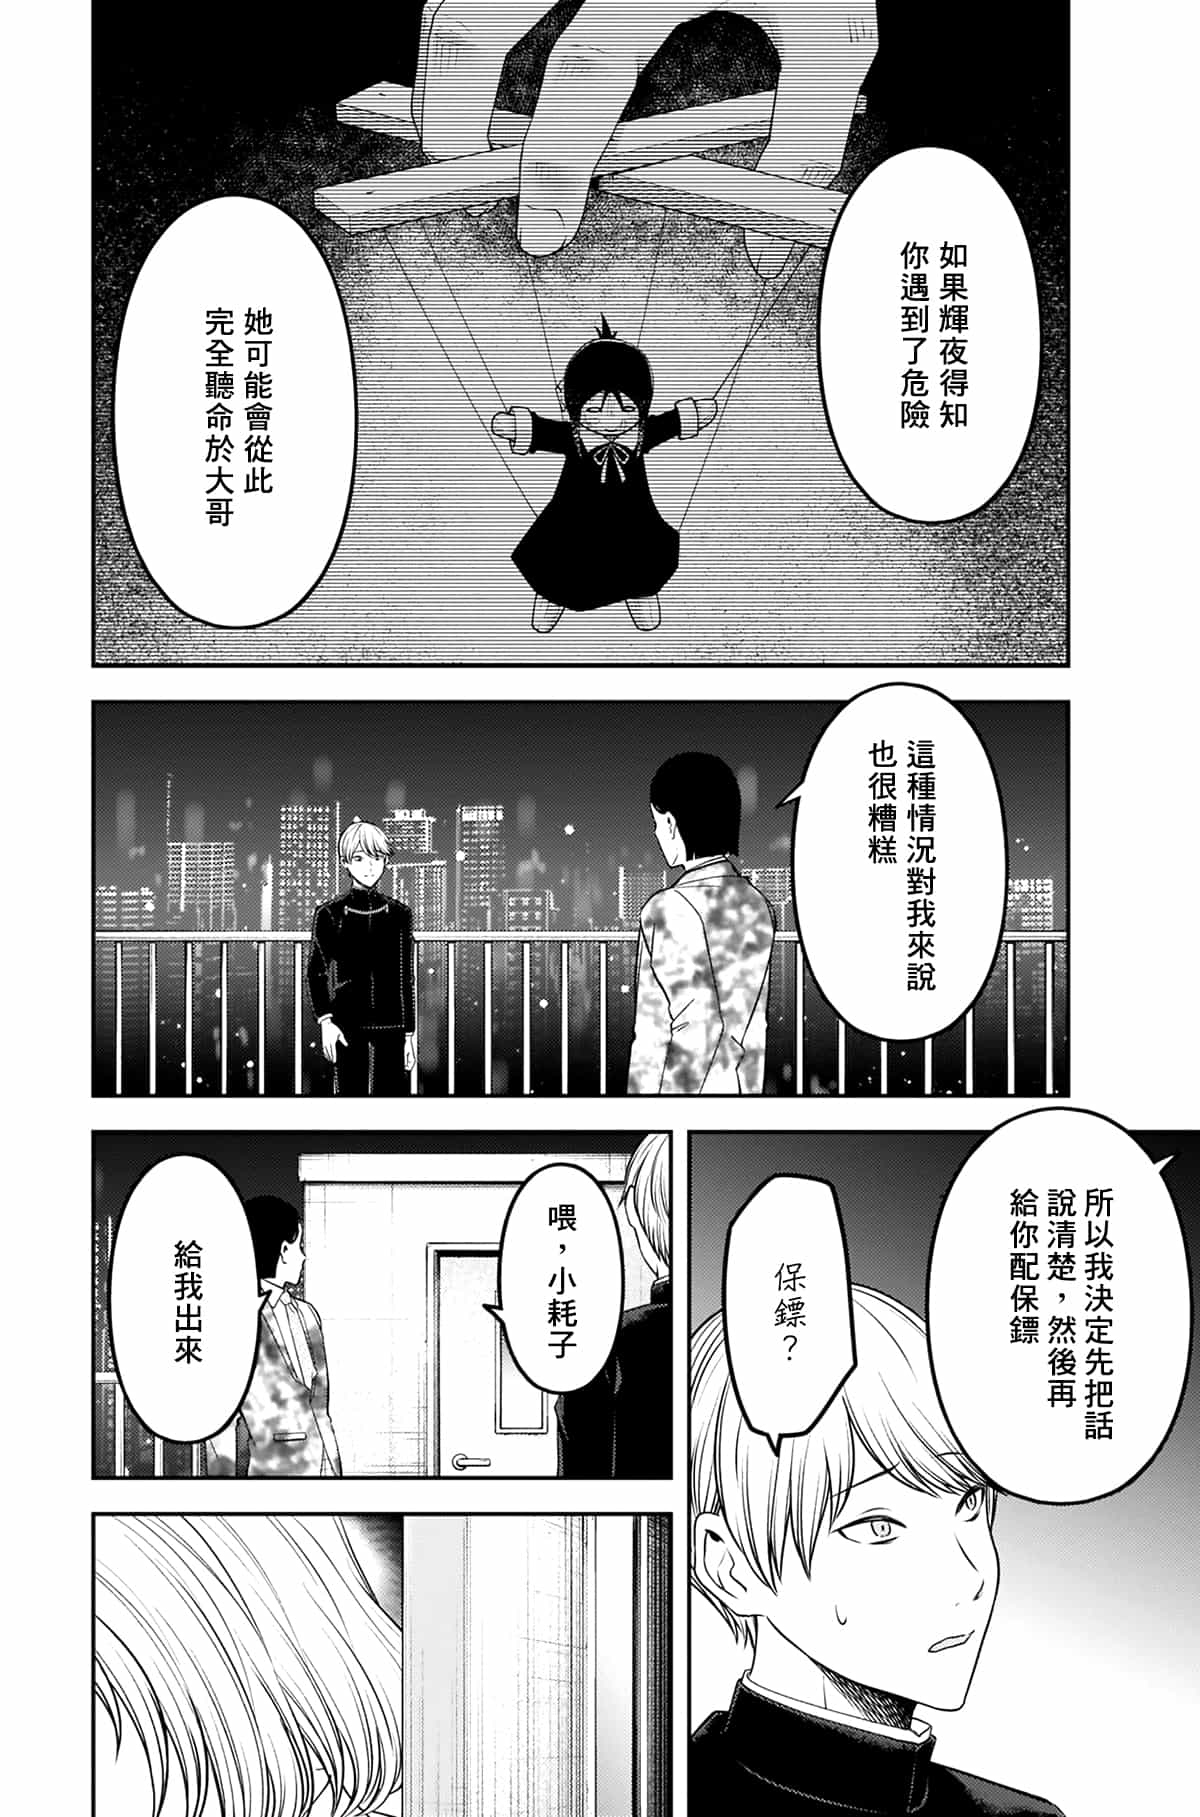 如果輝夜得知
你遇到了危險
她可能會從此
完全聽命於大哥
這種情況對我來說
也很糟糕
所以我決定先把話
說清楚，然後再
給你配保鏢
保鏢？
喂，小耗子
給我出來